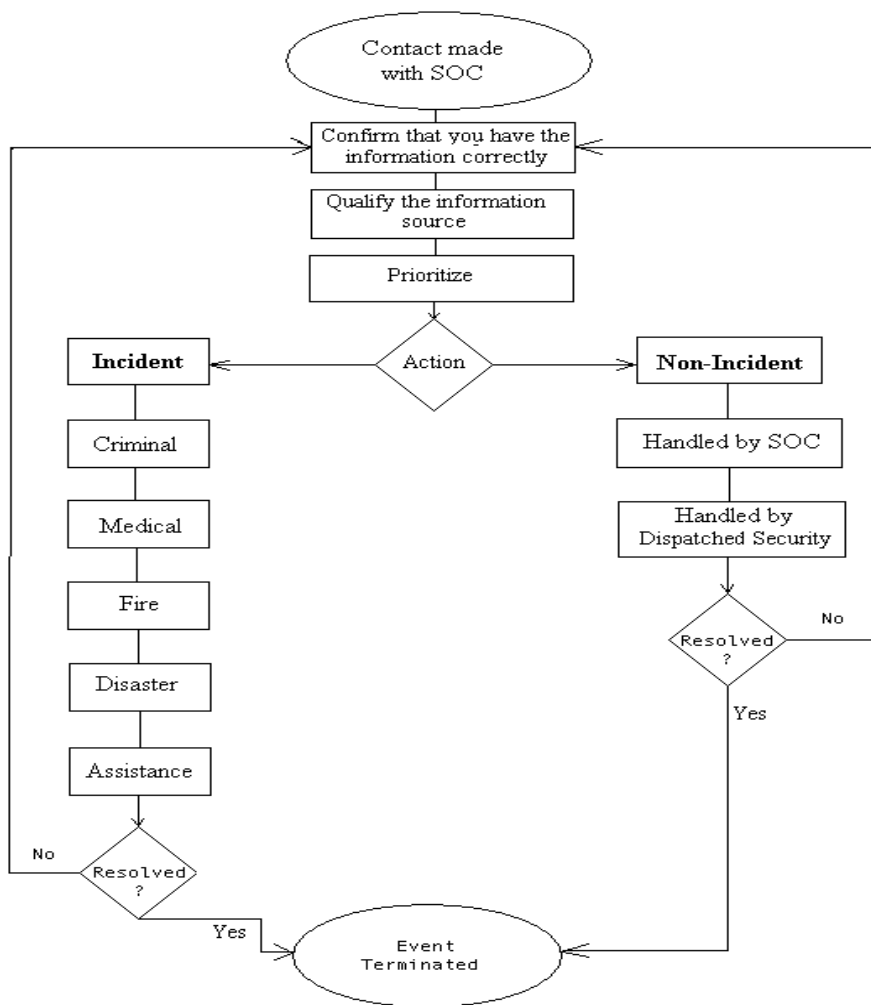 Contact made
with SOC
Confirm that you have the
information correctly
Qualify the information
source
Prioritize
Action
Incident
Criminal
Medical
Fire
Disaster
Assistance
No
Resolved
?
Yes
Non-Incident
Handled by SOC
Handled by
Dispatched Security
Resolved
?
No
Yes
Event
Terminated